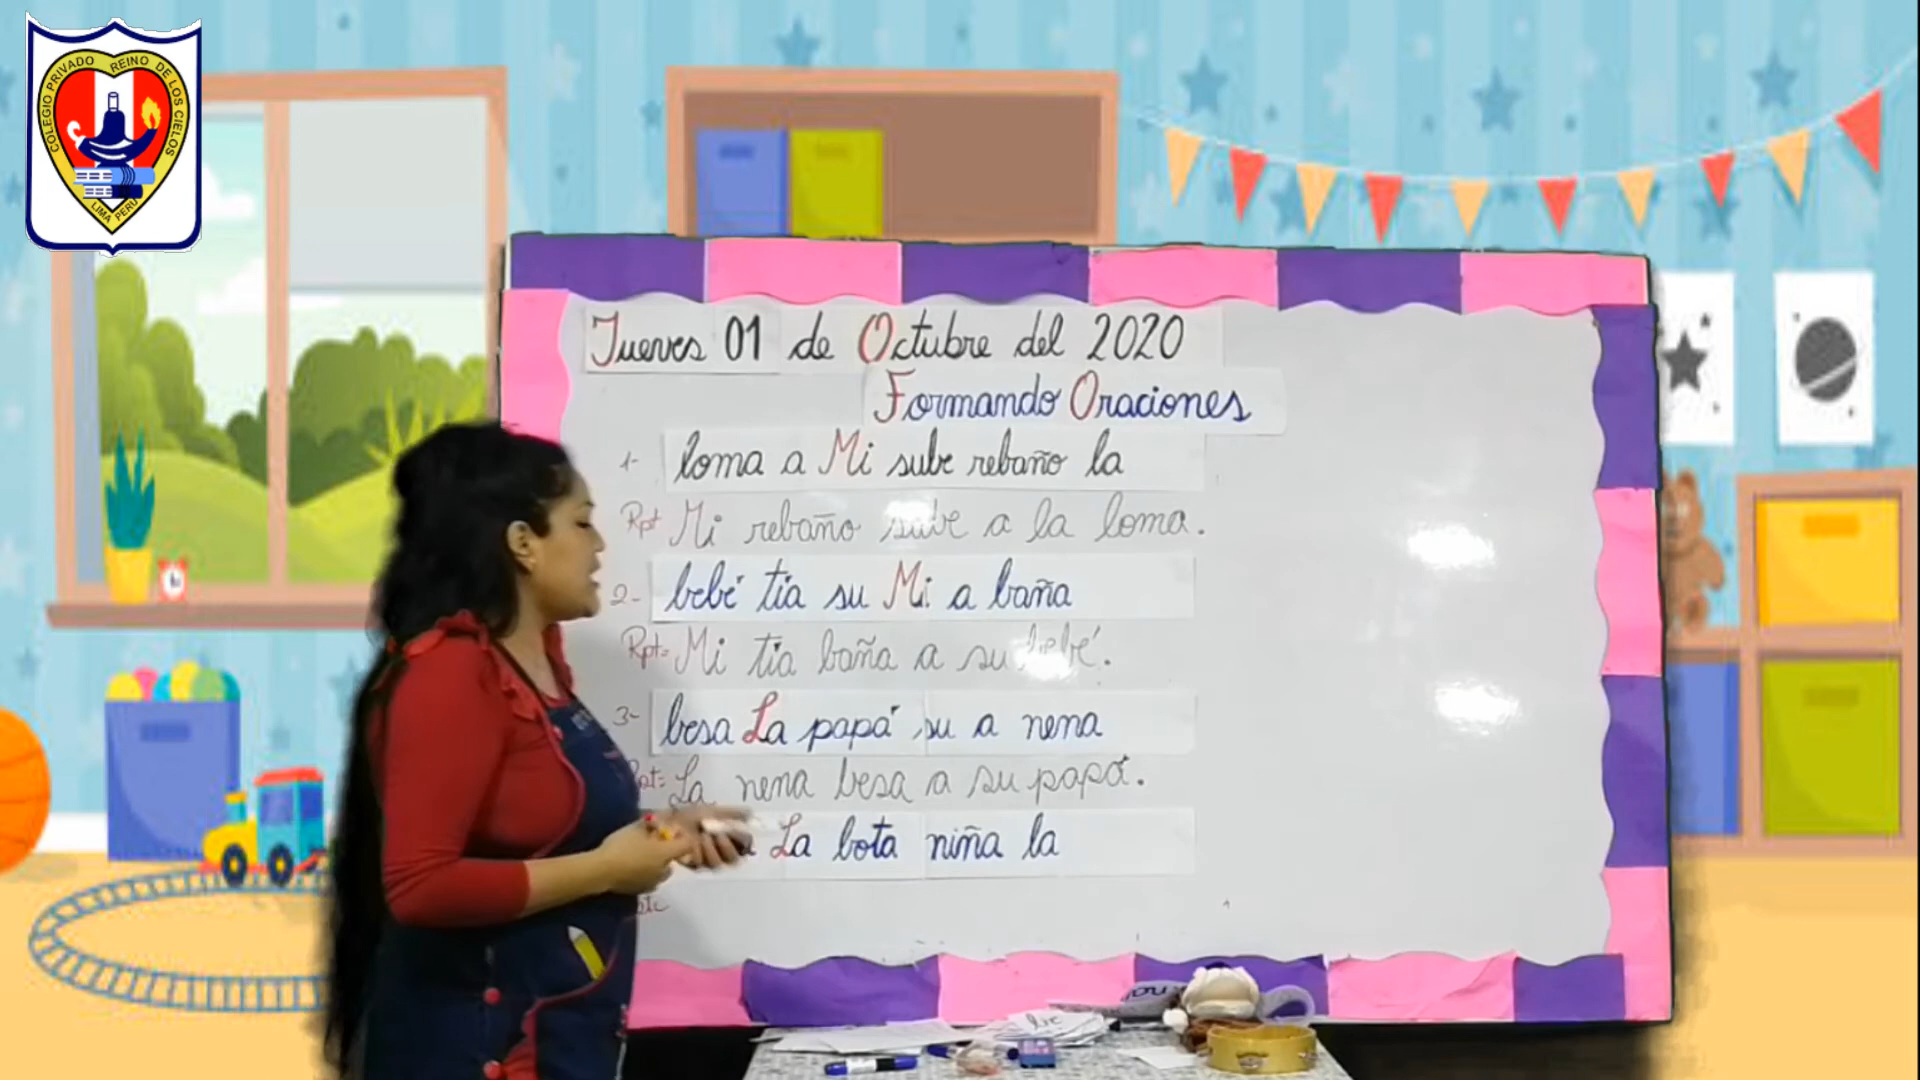 COLEGIO PRIVADO REINO DE LOS CIELOS
LIMA PERÚ
Jueves 01 de Octubre del 2020
Formando Oraciones
1- loma a Mi sube rebaño la
Rpt Mi rebaño sube a la loma.
2- bebé tía su Mi a baña
Rpt= Mi tía baña a su bebé.
3- besa La papá su a nena
Rpt= La nena besa a su papá.
La bota niña la